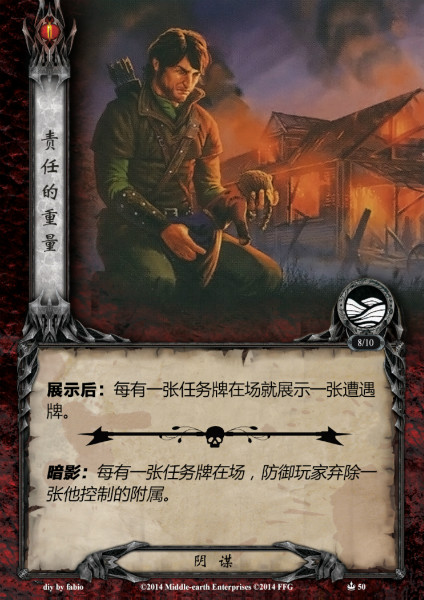 责任的重量
8/10
展示后：每有一张任务牌在场就展示一张遭遇
牌。
暗影：每有一张任务牌在场，防御玩家弃除一
张他控制的附属。
阴 谋
diy by fabio ©2014 Middle-earth Enterprises ©2014 FFG 50